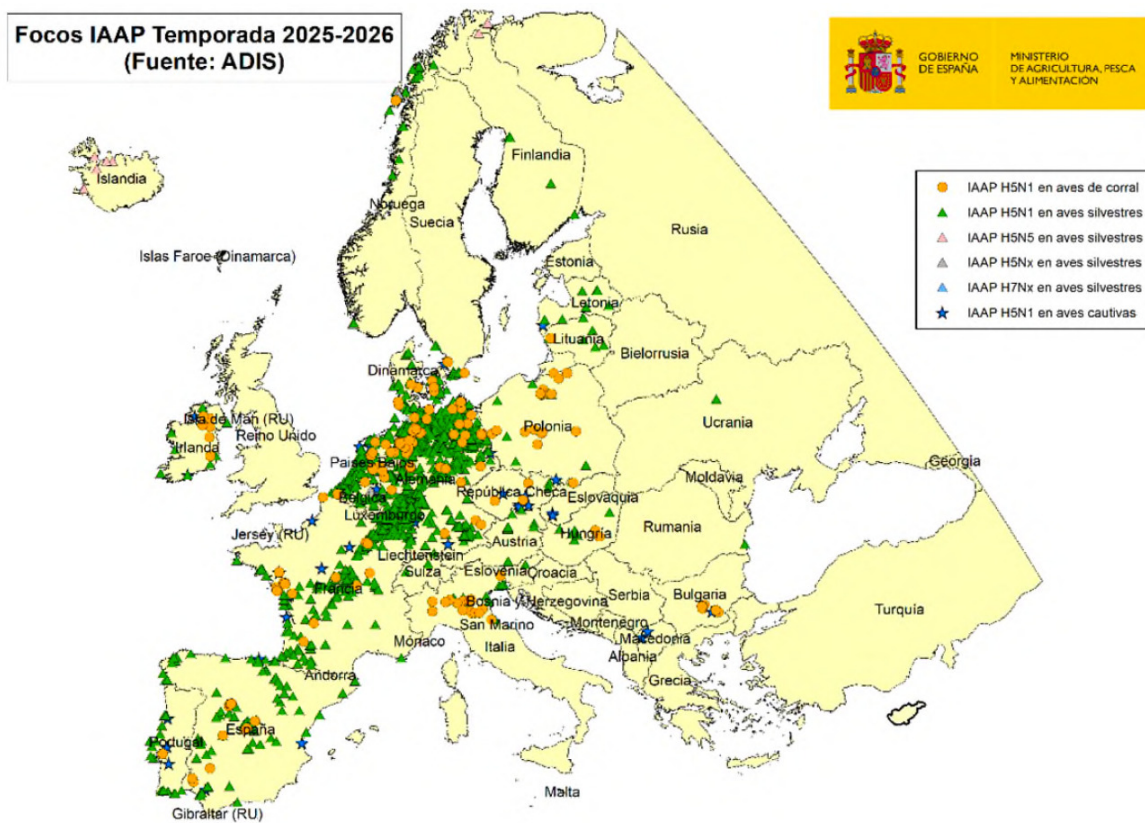 Focos IAAP Temporada 2025-2026
(Fuente: ADIS)
GOBIERNO
DE ESPAÑA
MINISTERIO
DE AGRICULTURA, PESCA
Y ALIMENTACIÓN
IAAP H5N1 en aves de corral
IAAP H5N1 en aves silvestres
IAAP H5N5 en aves silvestres
IAAP H5Nx en aves silvestres
IAAP H7Nx en aves silvestres
IAAP H5N1 en aves cautivas
Islandia
Finlandia
Noruega
Suecia
Rusia
Islas Faroe (Dinamarca)
Estonia
Letonia
Lituania
Bielorrusia
Dinamarca
Isla de Man (RU)
Reino Unido
Irlanda
Polonia
Ucrania
Países Bajos
Alemania
Bélgica
Luxemburgo
República Checa
Eslovaquia
Moldavia
Georgia
Jersey (RU)
Austria
Hungría
Rumania
Liechtenstein
Suiza
Eslovenia
Croacia
Francia
Bosnia y Herzegovina
Serbia
Bulgaria
San Marino
Montenegro
Turquía
Mónaco
Italia
Macedonia
Albania
Andorra
Grecia
España
Portugal
Malta
Gibraltar (RU)